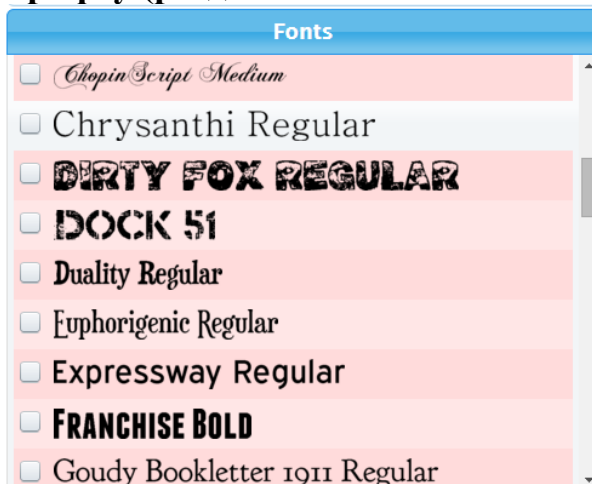 Fonts
ChopinScript Medium
Chrysanthi Regular
DIRTY FOX REGULAR
DOCK 51
Duality Regular
Euphorigenic Regular
Expressway Regular
FRANCHISE BOLD
Goudy Bookletter 1911 Regular